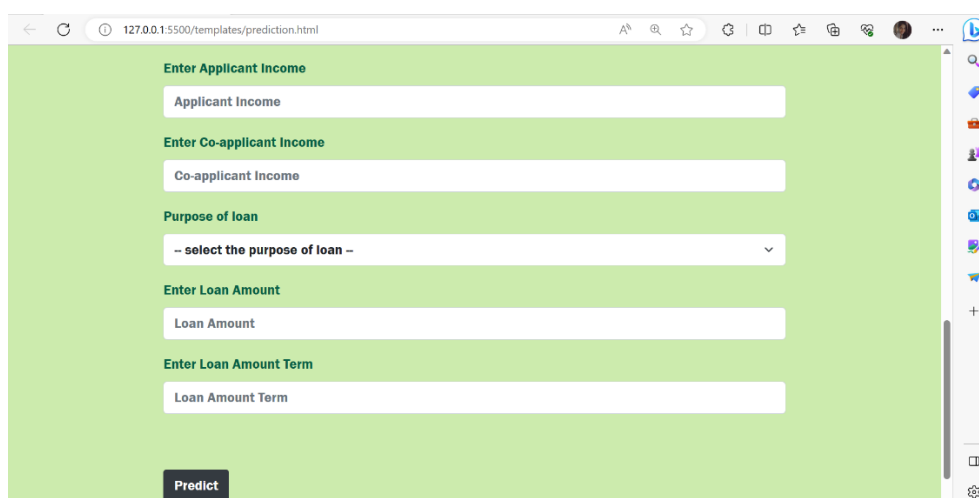 127.0.0.1:5500/templates/prediction.html
Enter Applicant Income
Applicant Income
Enter Co-applicant Income
Co-applicant Income
Purpose of loan
-- select the purpose of loan --
Enter Loan Amount
Loan Amount
Enter Loan Amount Term
Loan Amount Term
Predict